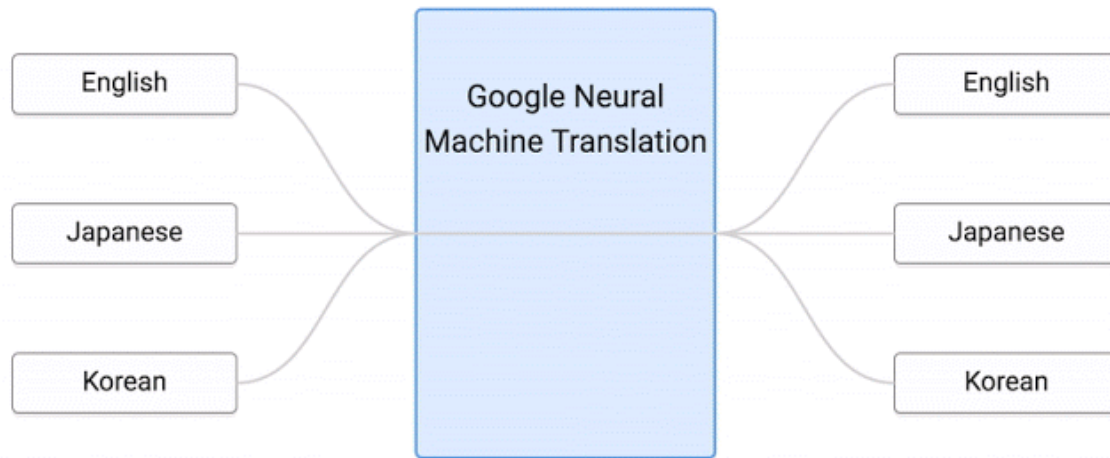 English
Japanese
Korean
Google Neural
Machine Translation
English
Japanese
Korean